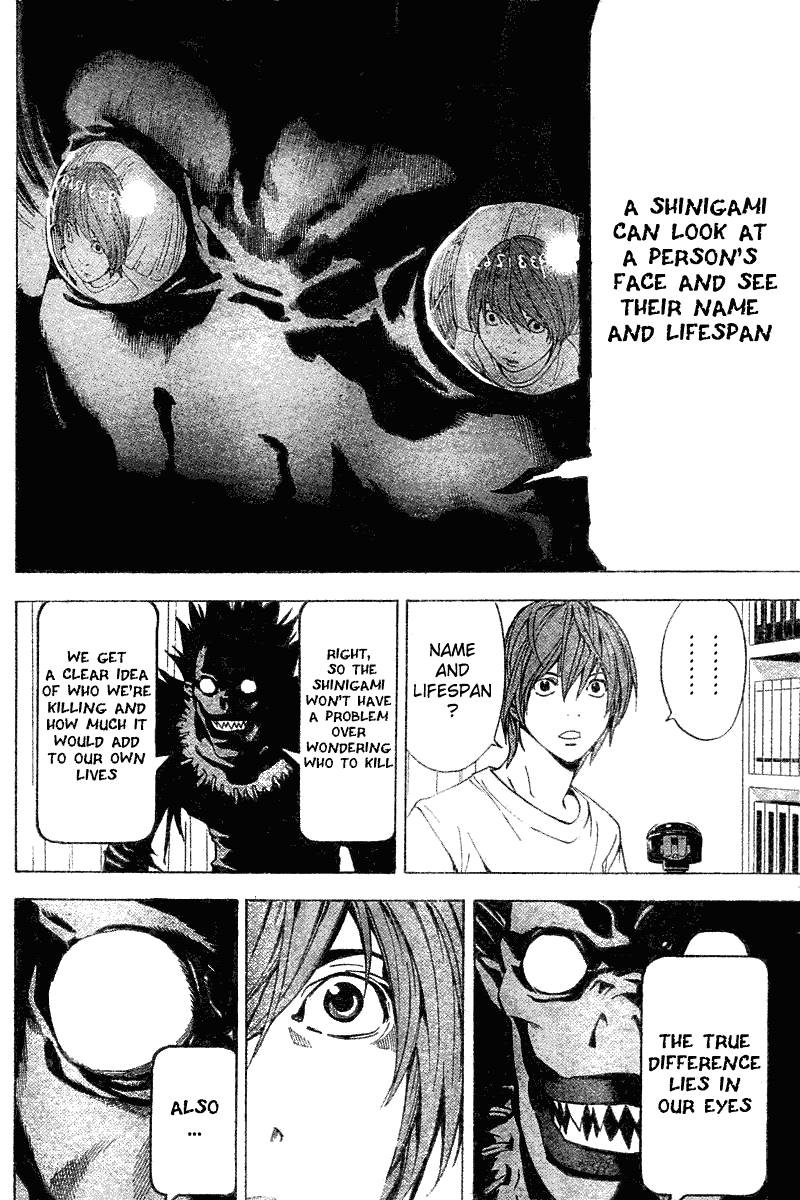 A SHINIGAMI
CAN LOOK AT
A PERSON'S
FACE AND SEE
THEIR NAME
AND LIFESPAN
........
NAME
AND
LIFESPAN
?
RIGHT,
SO THE
SHINIGAMI
WON'T HAVE
A PROBLEM
OVER
WONDERING
WHO TO KILL
WE GET
A CLEAR IDEA
OF WHO WE'RE
KILLING AND
HOW MUCH IT
WOULD ADD
TO OUR OWN
LIVES
THE TRUE
DIFFERENCE
LIES IN
OUR EYES
ALSO
...